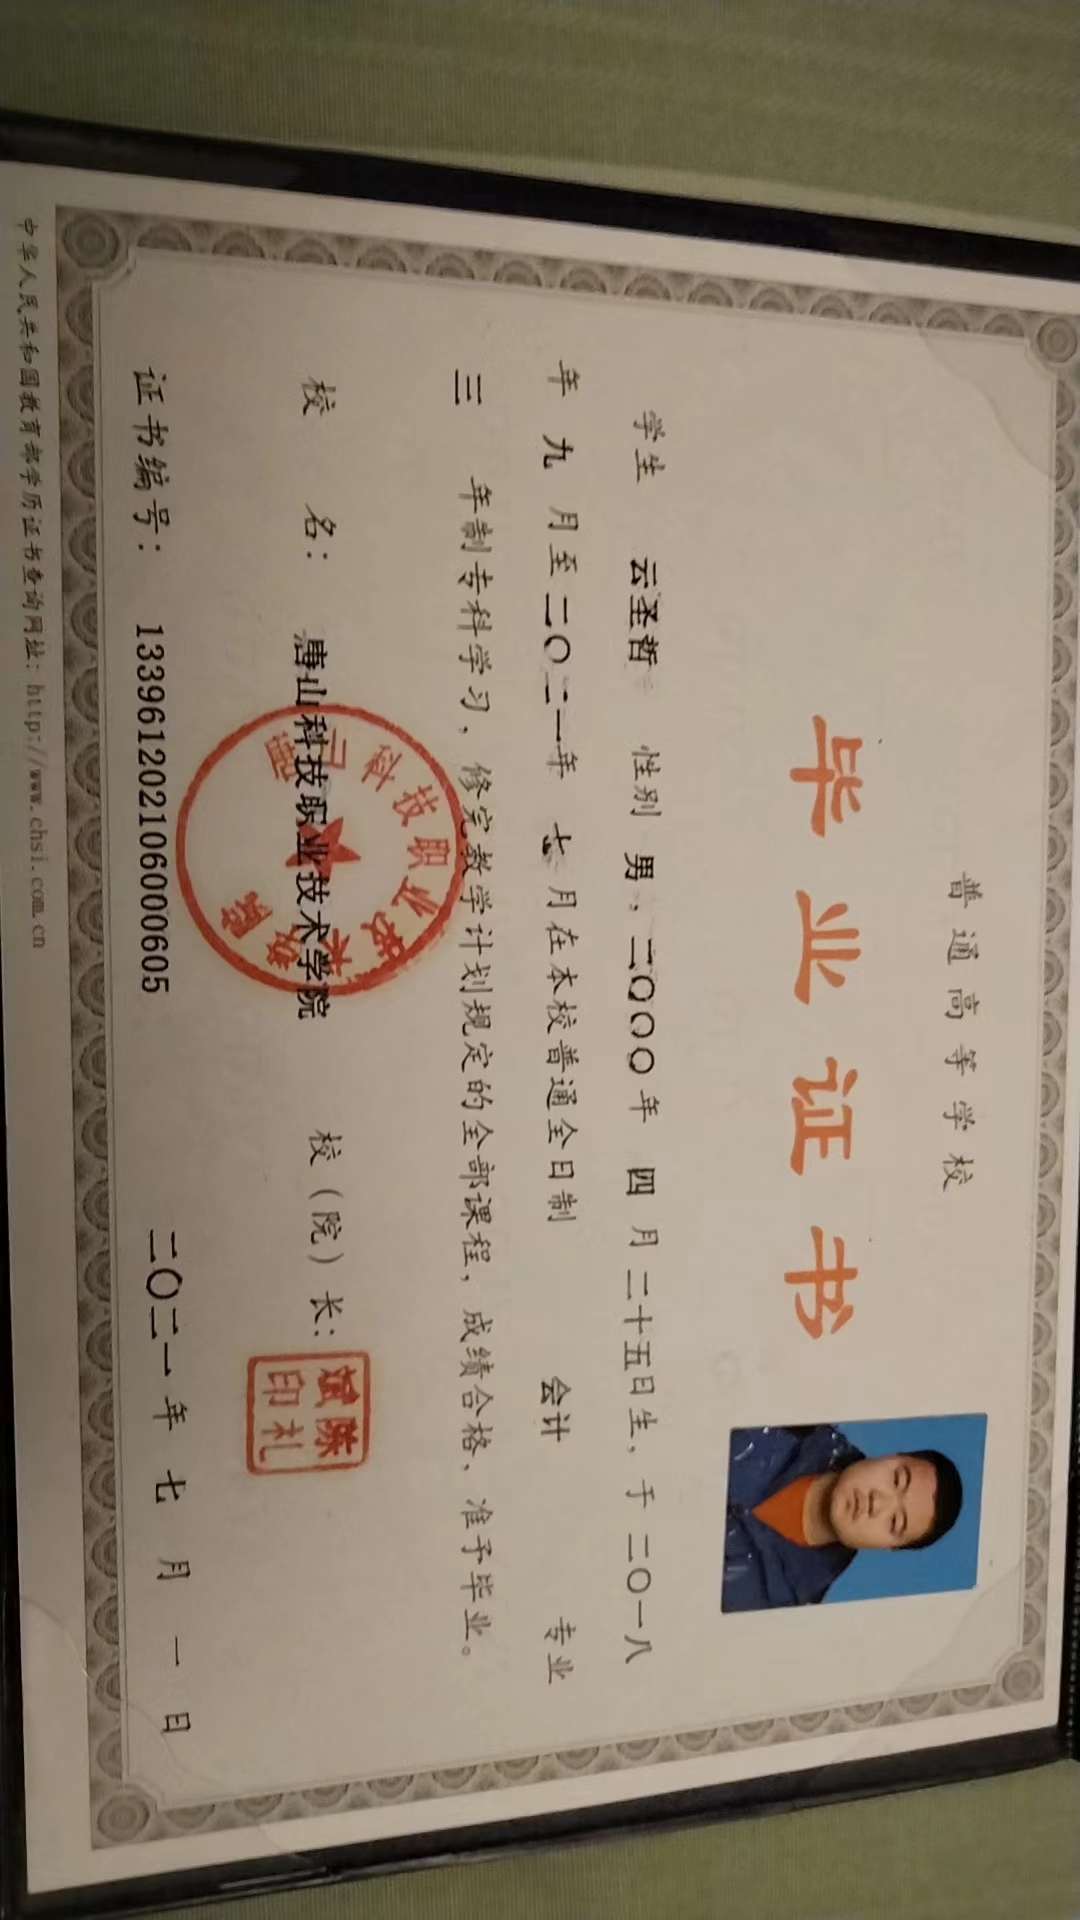 普通高等学校
毕业证书
学生 云圣哲 性别 男，二〇〇〇年 四 月二十五日生，于二〇一八
年 九 月至二〇二一年 七 月在本校普通全日制 会计 专业
三 年制专科学习，修完教学计划规定的全部课程，成绩合格，准予毕业。
校 名：唐山科技职业技术学院 校（院）长：
证书编号：133961202106000605 二〇二一年 七 月 一 日
中华人民共和国教育部学历证书查询网址：http://www.chsi.com.cn